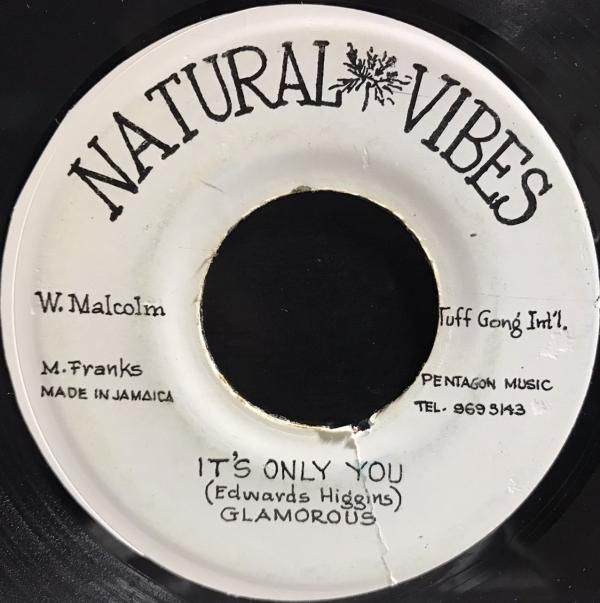 NATURAL VIBES
W. Malcolm
Tuff Gong Int'l.
M. Franks
MADE IN JAMAICA
PENTAGON MUSIC
TEL. 969 5143
IT'S ONLY YOU
(Edwards Higgins)
GLAMOROUS